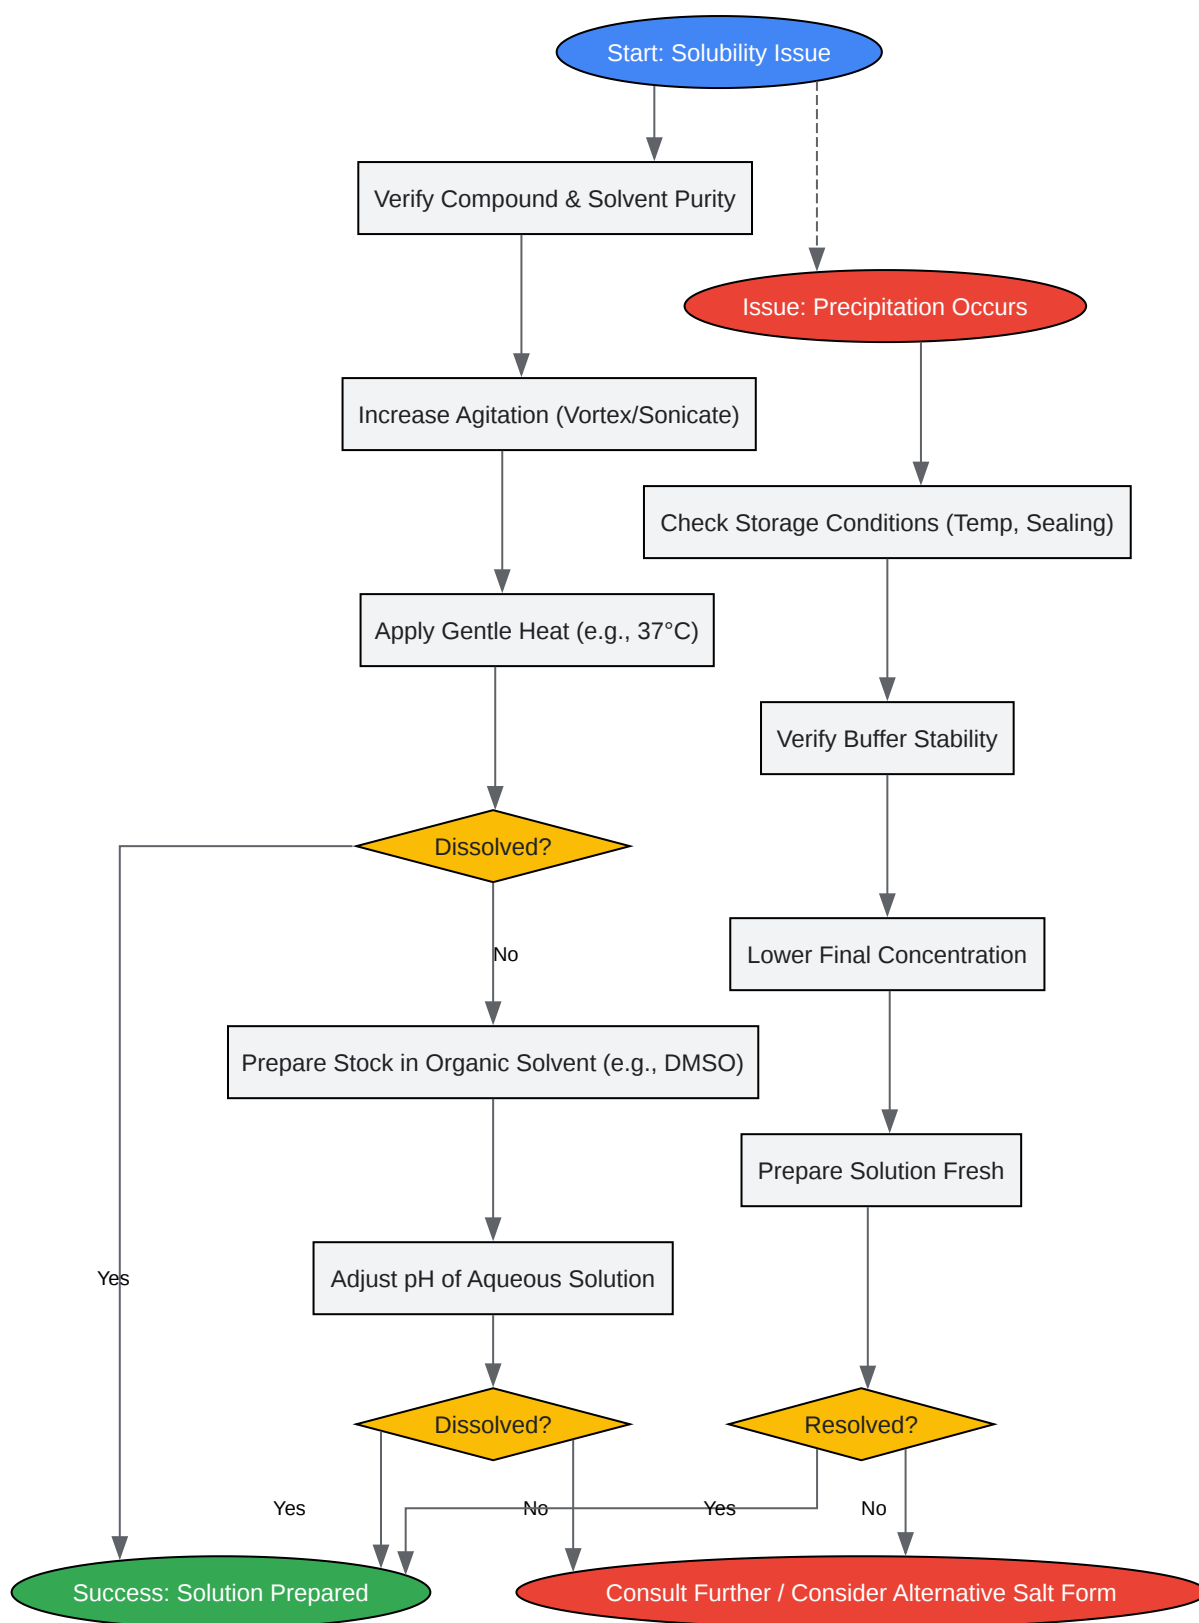 Start: Solubility Issue
Verify Compound & Solvent Purity
Issue: Precipitation Occurs
Increase Agitation (Vortex/Sonicate)
Check Storage Conditions (Temp, Sealing)
Apply Gentle Heat (e.g., 37°C)
Verify Buffer Stability
Dissolved?
No
Lower Final Concentration
Prepare Stock in Organic Solvent (e.g., DMSO)
Prepare Solution Fresh
Yes
Adjust pH of Aqueous Solution
Dissolved?
Resolved?
Yes
No
Yes
No
Success: Solution Prepared
Consult Further / Consider Alternative Salt Form